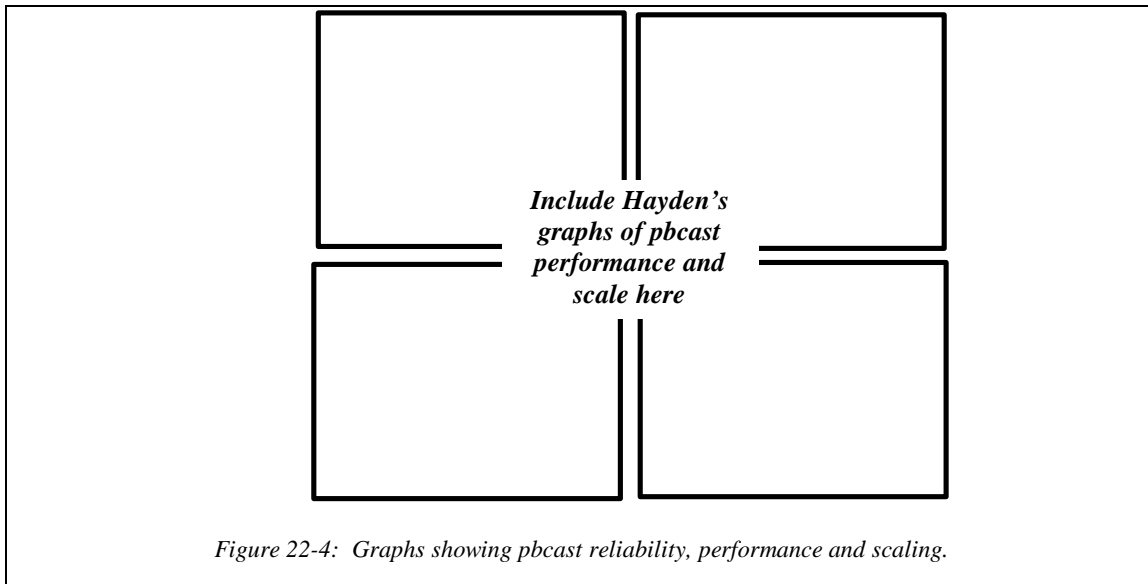 Include Hayden’s
graphs of pbcast
performance and
scale here
Figure 22-4:  Graphs showing pbcast reliability, performance and scaling.